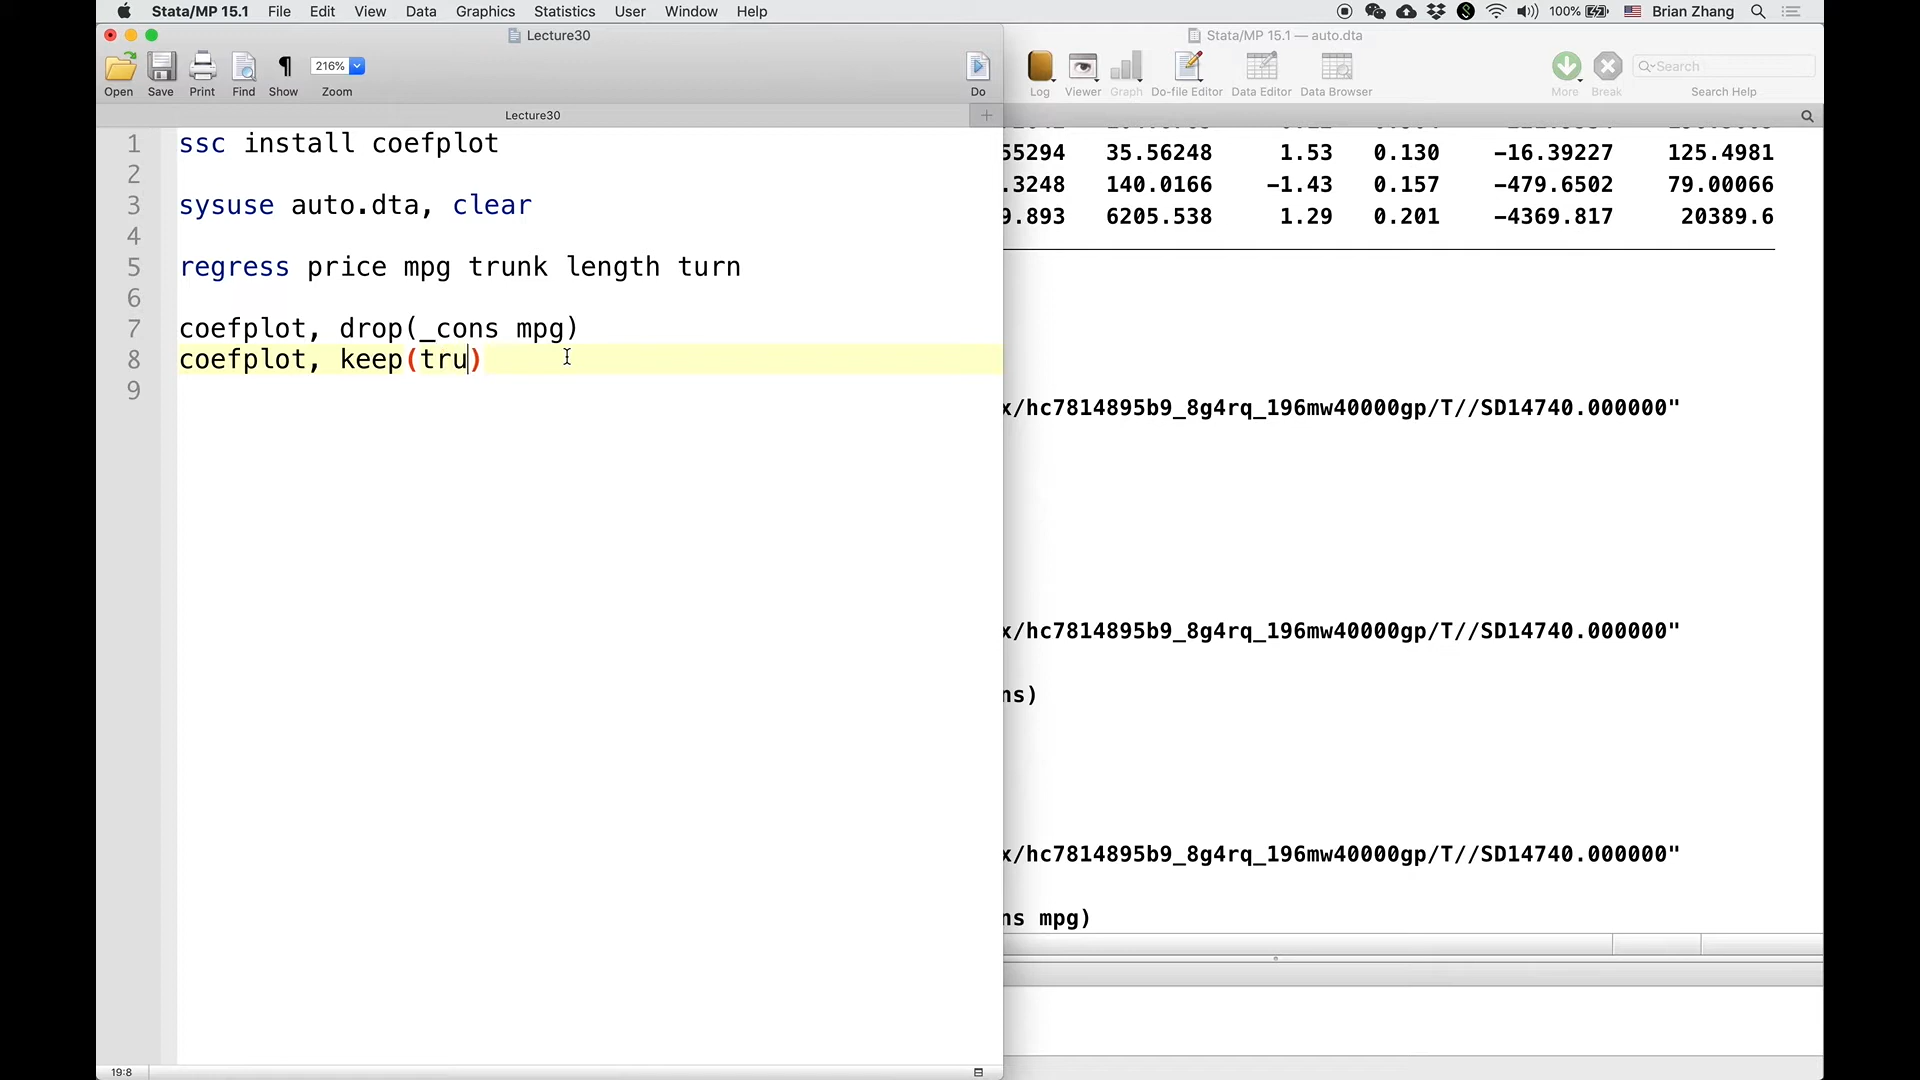 Stata/MP 15.1 File Edit View Data Graphics Statistics User Window Help 100% Brian Zhang
Lecture30
Stata/MP 15.1 — auto.dta
216%
Search
Open Save Print Find Show Zoom Do
Log Viewer Graph Do-file Editor Data Editor Data Browser More Break Search Help
Lecture30
1 ssc install coefplot
2
3 sysuse auto.dta, clear
4
5 regress price mpg trunk length turn
6
7 coefplot, drop(_cons mpg)
8 coefplot, keep(tru)
9
55294 35.56248 1.53 0.130 -16.39227 125.4981
.3248 140.0166 -1.43 0.157 -479.6502 79.00066
9.893 6205.538 1.29 0.201 -4369.817 20389.6
x/hc7814895b9_8g4rq_196mw40000gp/T//SD14740.000000"
x/hc7814895b9_8g4rq_196mw40000gp/T//SD14740.000000"
ns)
x/hc7814895b9_8g4rq_196mw40000gp/T//SD14740.000000"
ns mpg)
19:8